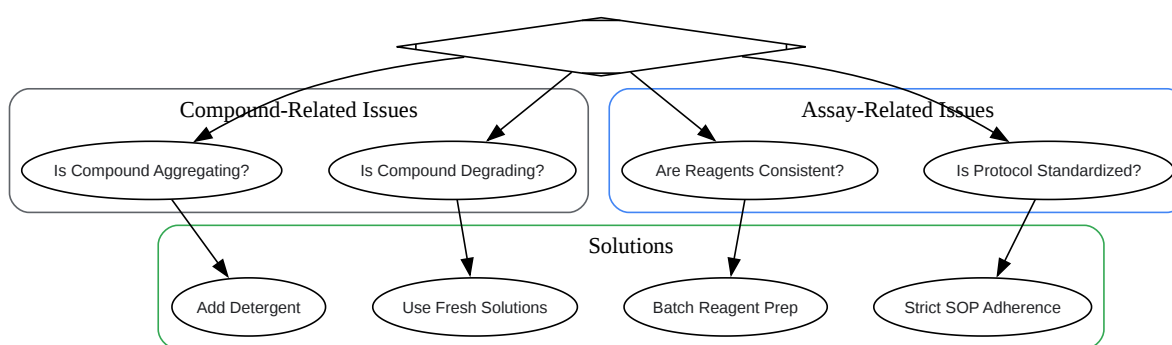 Compound-Related Issues
Assay-Related Issues
Is Compound Aggregating?
Is Compound Degrading?
Are Reagents Consistent?
Is Protocol Standardized?
Solutions
Add Detergent
Use Fresh Solutions
Batch Reagent Prep
Strict SOP Adherence